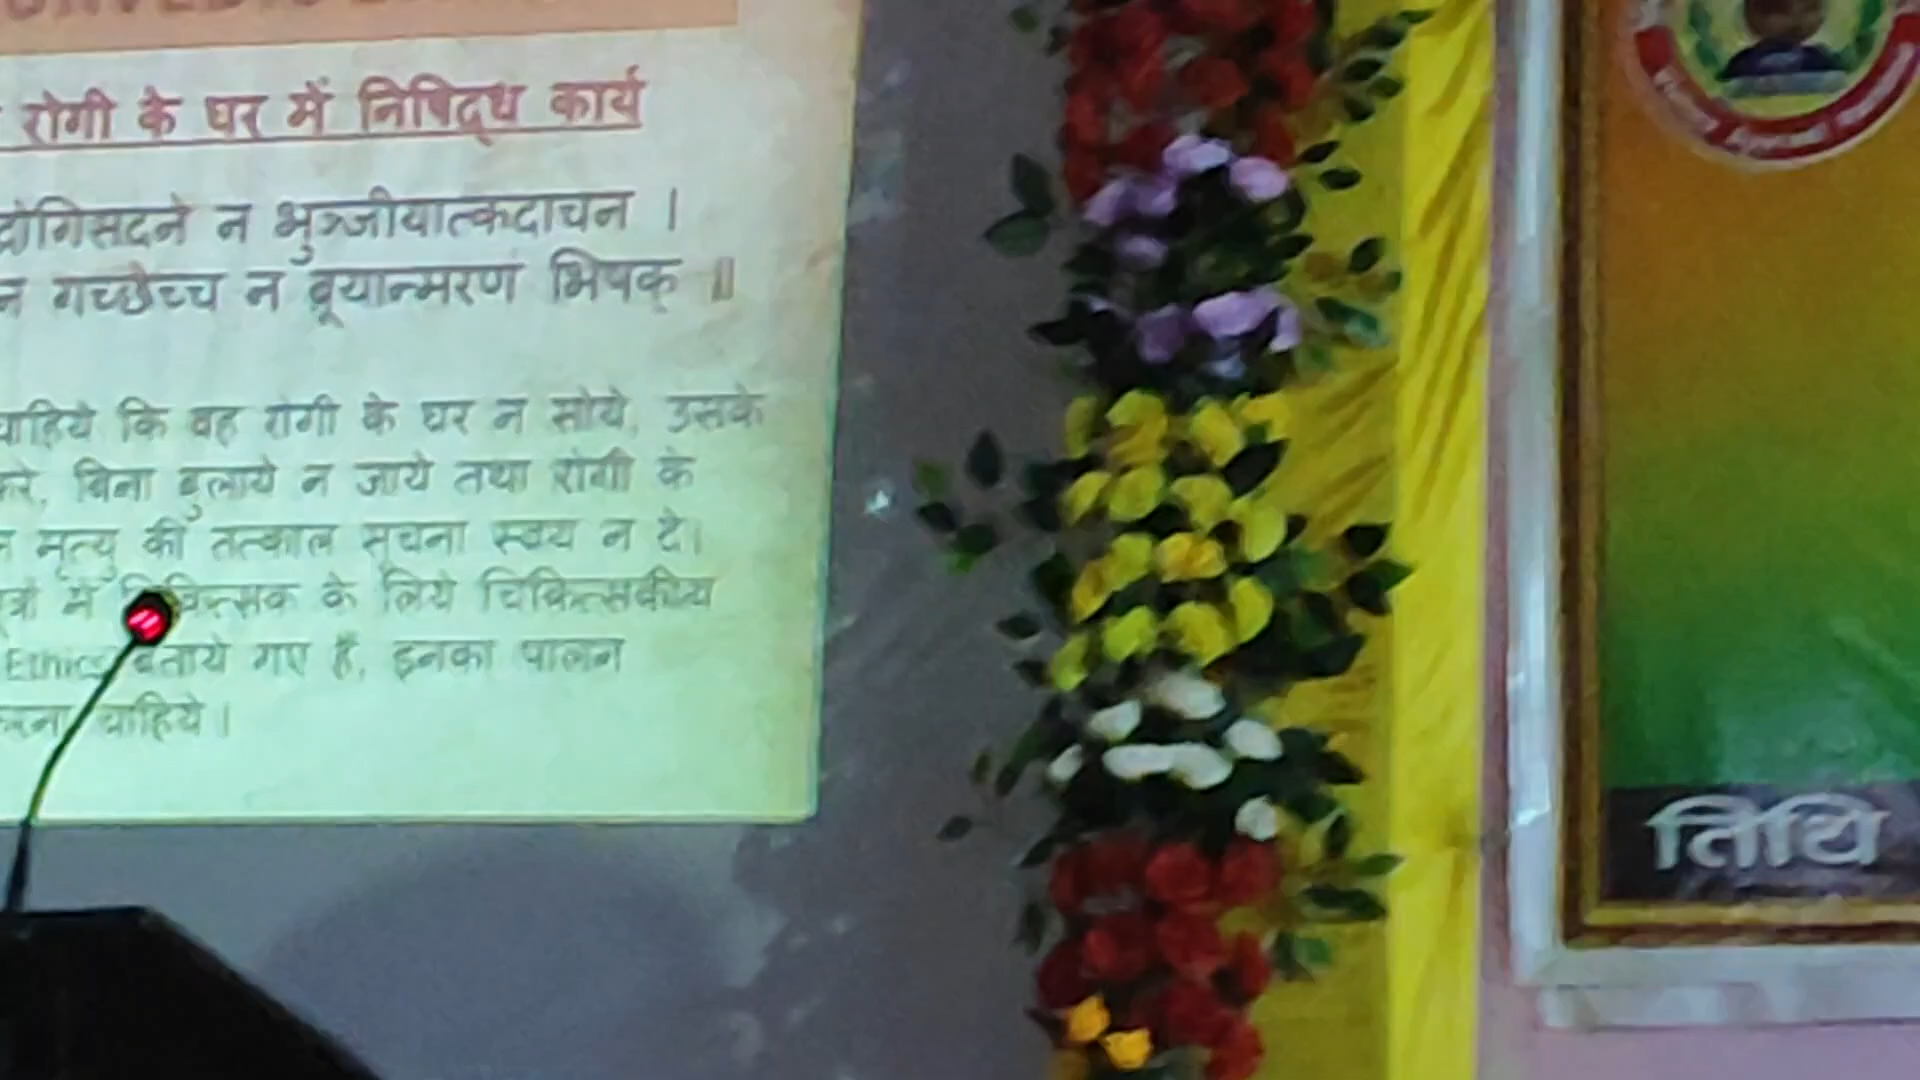 रोगी के घर में निषिद्ध कार्य
द्रोगिसदने न भुञ्जीयात्कदाचन ।
न गच्छेच्च न ब्रूयान्मरणं भिषक् ॥
चाहिये कि वह रोगी के घर न सोये, उसके
करे, बिना बुलाये न जाये तथा रोगी के
मृत्यु की तत्काल सूचना स्वयं न दे।
में चिकित्सक के लिये चिकित्सकीय
Ethics बताये गए हैं, इनका पालन
करना चाहिये।
तिथि